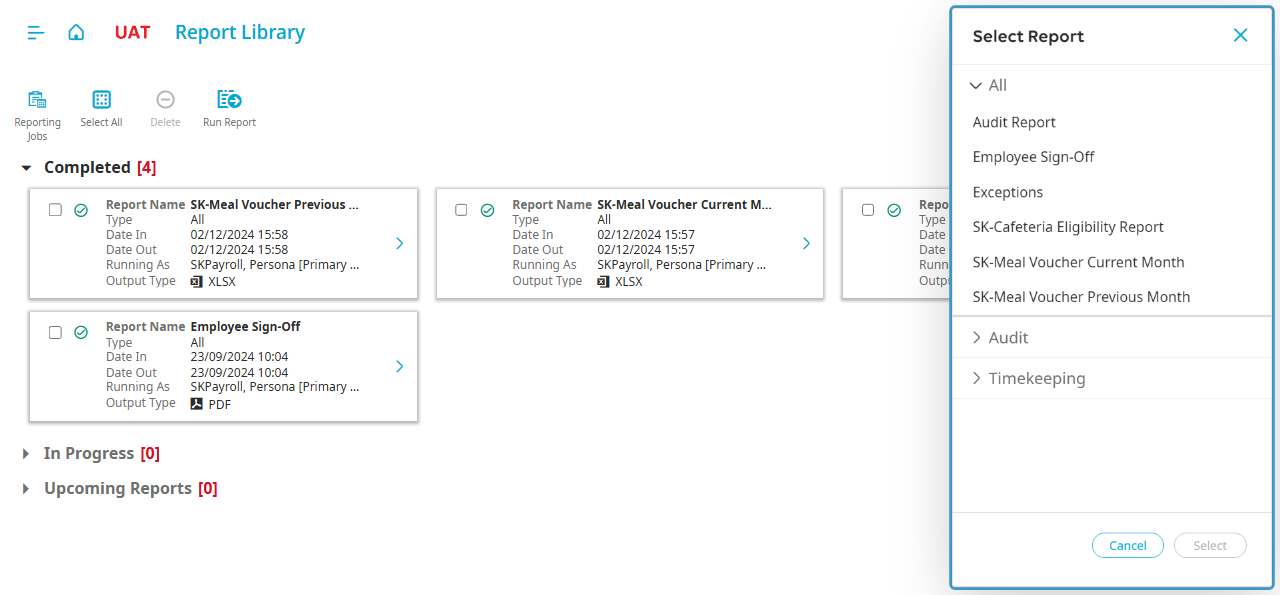 UAT Report Library
Reporting Jobs
Select All
Delete
Run Report
Completed [4]
Report Name SK-Meal Voucher Previous ...
Type All
Date In 02/12/2024 15:58
Date Out 02/12/2024 15:58
Running As SKPayroll, Persona [Primary ...
Output Type XLSX
Report Name SK-Meal Voucher Current M...
Type All
Date In 02/12/2024 15:57
Date Out 02/12/2024 15:57
Running As SKPayroll, Persona [Primary ...
Output Type XLSX
Repo
Type
Date
Date
Runn
Outp
Report Name Employee Sign-Off
Type All
Date In 23/09/2024 10:04
Date Out 23/09/2024 10:04
Running As SKPayroll, Persona [Primary ...
Output Type PDF
In Progress [0]
Upcoming Reports [0]
Select Report
All
Audit Report
Employee Sign-Off
Exceptions
SK-Cafeteria Eligibility Report
SK-Meal Voucher Current Month
SK-Meal Voucher Previous Month
Audit
Timekeeping
Cancel
Select